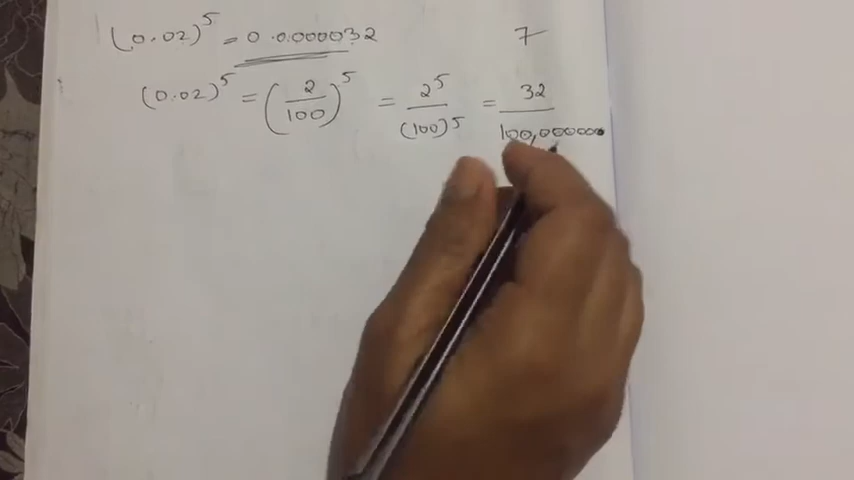 (0.02)^5 = 0.0000032 7
(0.02)^5 = (2/100)^5 = 2^5/(100)^5 = 32/